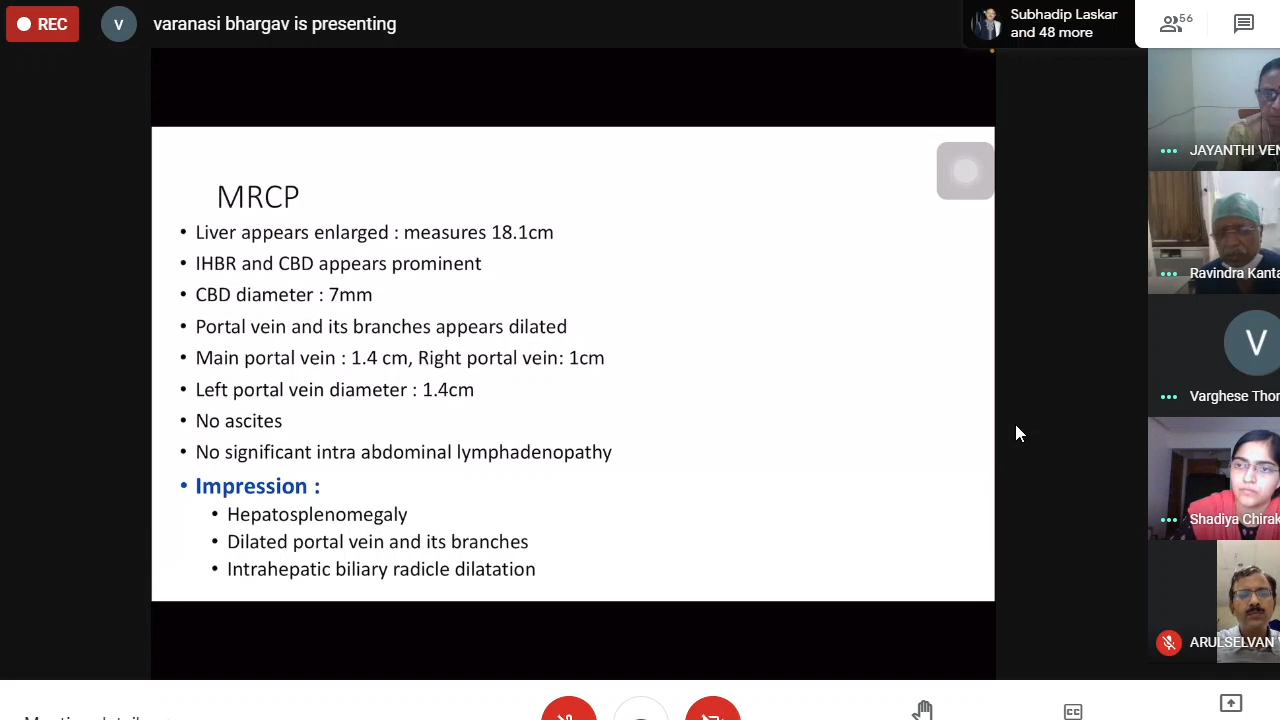 REC
V
varanasi bhargav is presenting
Subhadip Laskar
and 48 more
56
MRCP
• Liver appears enlarged : measures 18.1cm
• IHBR and CBD appears prominent
• CBD diameter : 7mm
• Portal vein and its branches appears dilated
• Main portal vein : 1.4 cm, Right portal vein: 1cm
• Left portal vein diameter : 1.4cm
• No ascites
• No significant intra abdominal lymphadenopathy
• Impression :
• Hepatosplenomegaly
• Dilated portal vein and its branches
• Intrahepatic biliary radicle dilatation
JAYANTHI VEN
Ravindra Kanta
V
Varghese Thor
Shadiya Chirak
ARULSELVAN V
CC